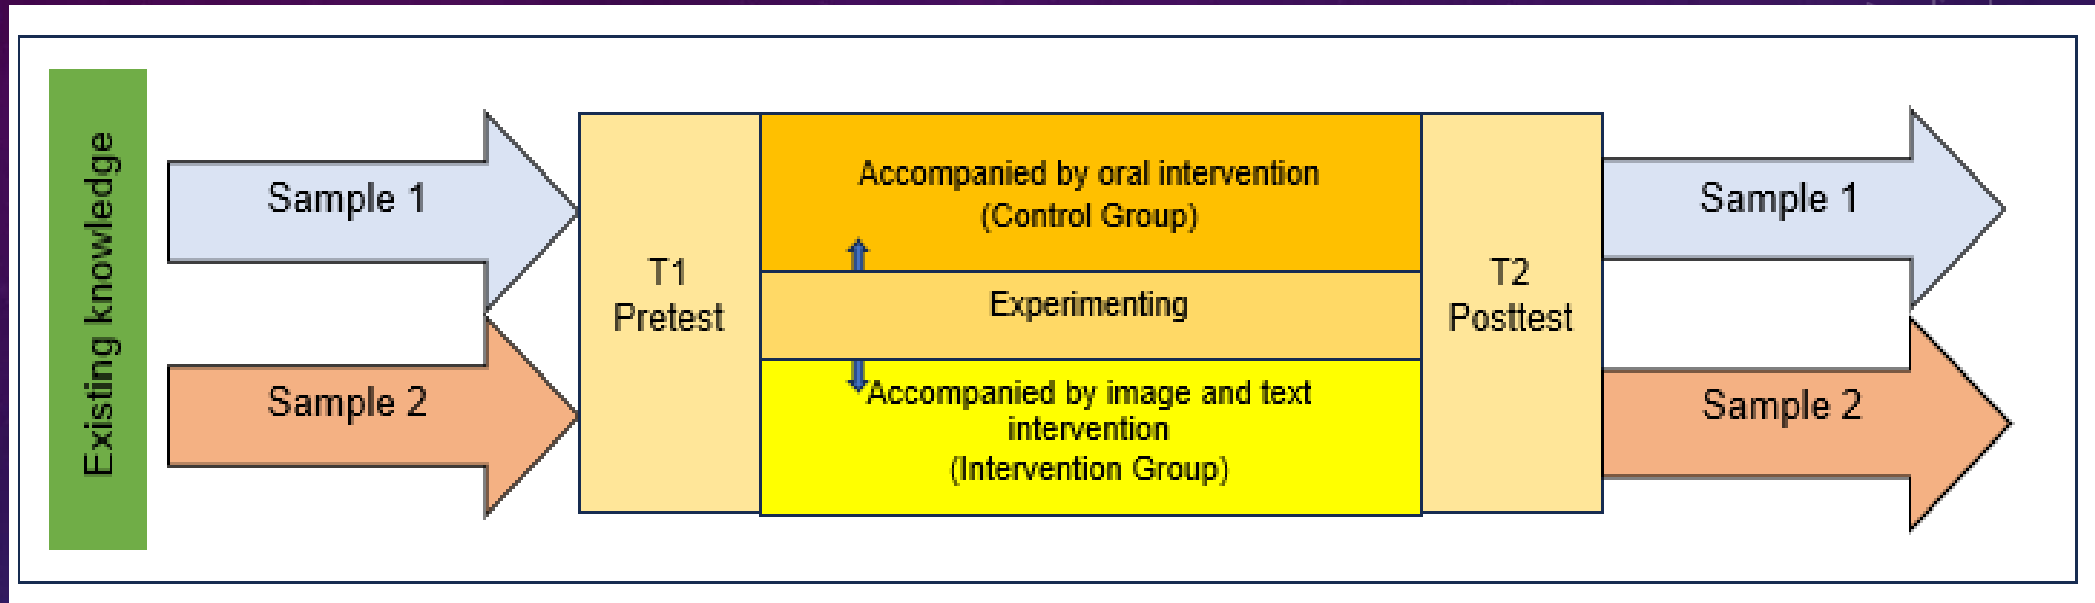 Existing knowledge
Sample 1
Sample 2
T1
Pretest
Accompanied by oral intervention
(Control Group)
Experimenting
Accompanied by image and text
intervention
(Intervention Group)
T2
Posttest
Sample 1
Sample 2